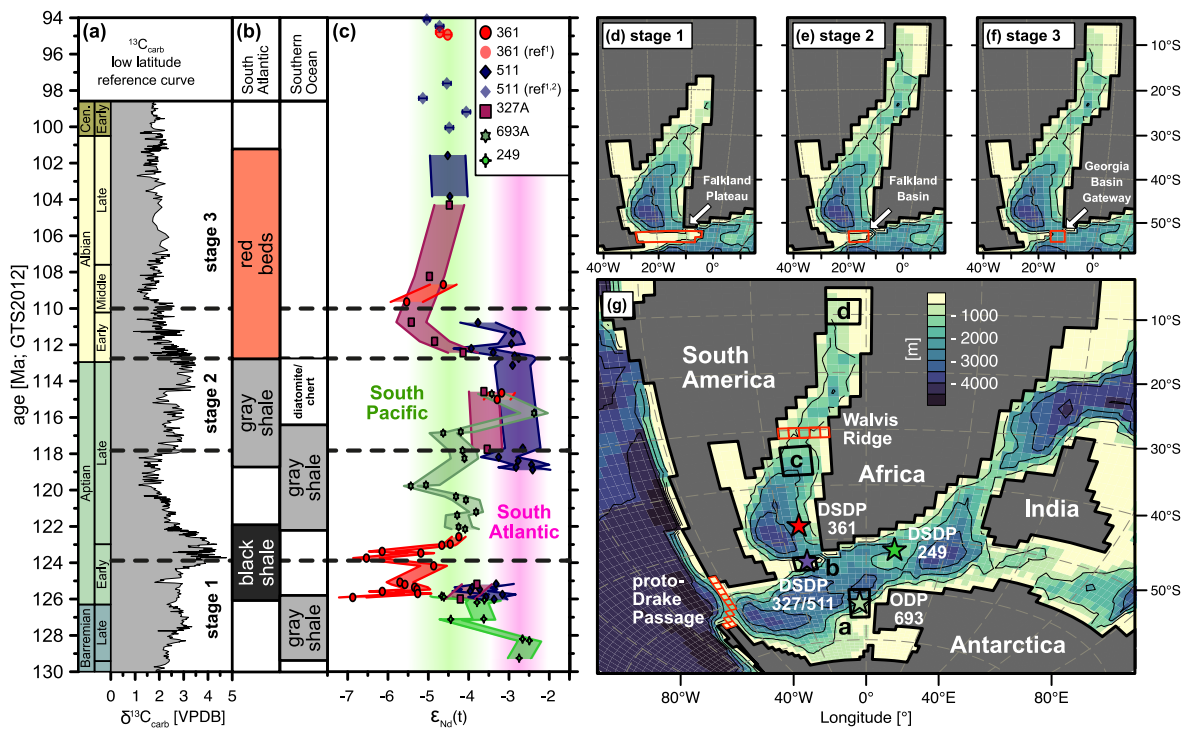 (a)
¹³Ccarb
low latitude
reference curve
(b)
South
Atlantic
Southern
Ocean
(c)
361
361 (ref¹)
511
511 (ref¹,²)
327A
693A
249
age [Ma; GTS2012]
94
96
98
100
102
104
106
108
110
112
114
116
118
120
122
124
126
128
130
Cen.
Early
Albian
Late
Middle
Early
Aptian
Late
Early
Barremian
Late
stage 3
stage 2
stage 1
red
beds
gray
shale
black
shale
diatomite/
chert
gray
shale
gray
shale
South
Pacific
South
Atlantic
0 1 2 3 4 5
δ¹³Ccarb [VPDB]
-7 -6 -5 -4 -3 -2
εNd(t)
(d) stage 1
Falkland
Plateau
40°W 20°W 0°
(e) stage 2
Falkland
Basin
40°W 20°W 0°
(f) stage 3
Georgia
Basin
Gateway
40°W 20°W 0°
10°S
20°S
30°S
40°S
50°S
(g)
South
America
d
[m]
- 1000
- 2000
- 3000
- 4000
Walvis
Ridge
c
Africa
India
DSDP
361
DSDP
249
b
DSDP
327/511
proto-
Drake
Passage
a
ODP
693
Antarctica
10°S
20°S
30°S
40°S
50°S
80°W 40°W 0° 40°E 80°E
Longitude [°]